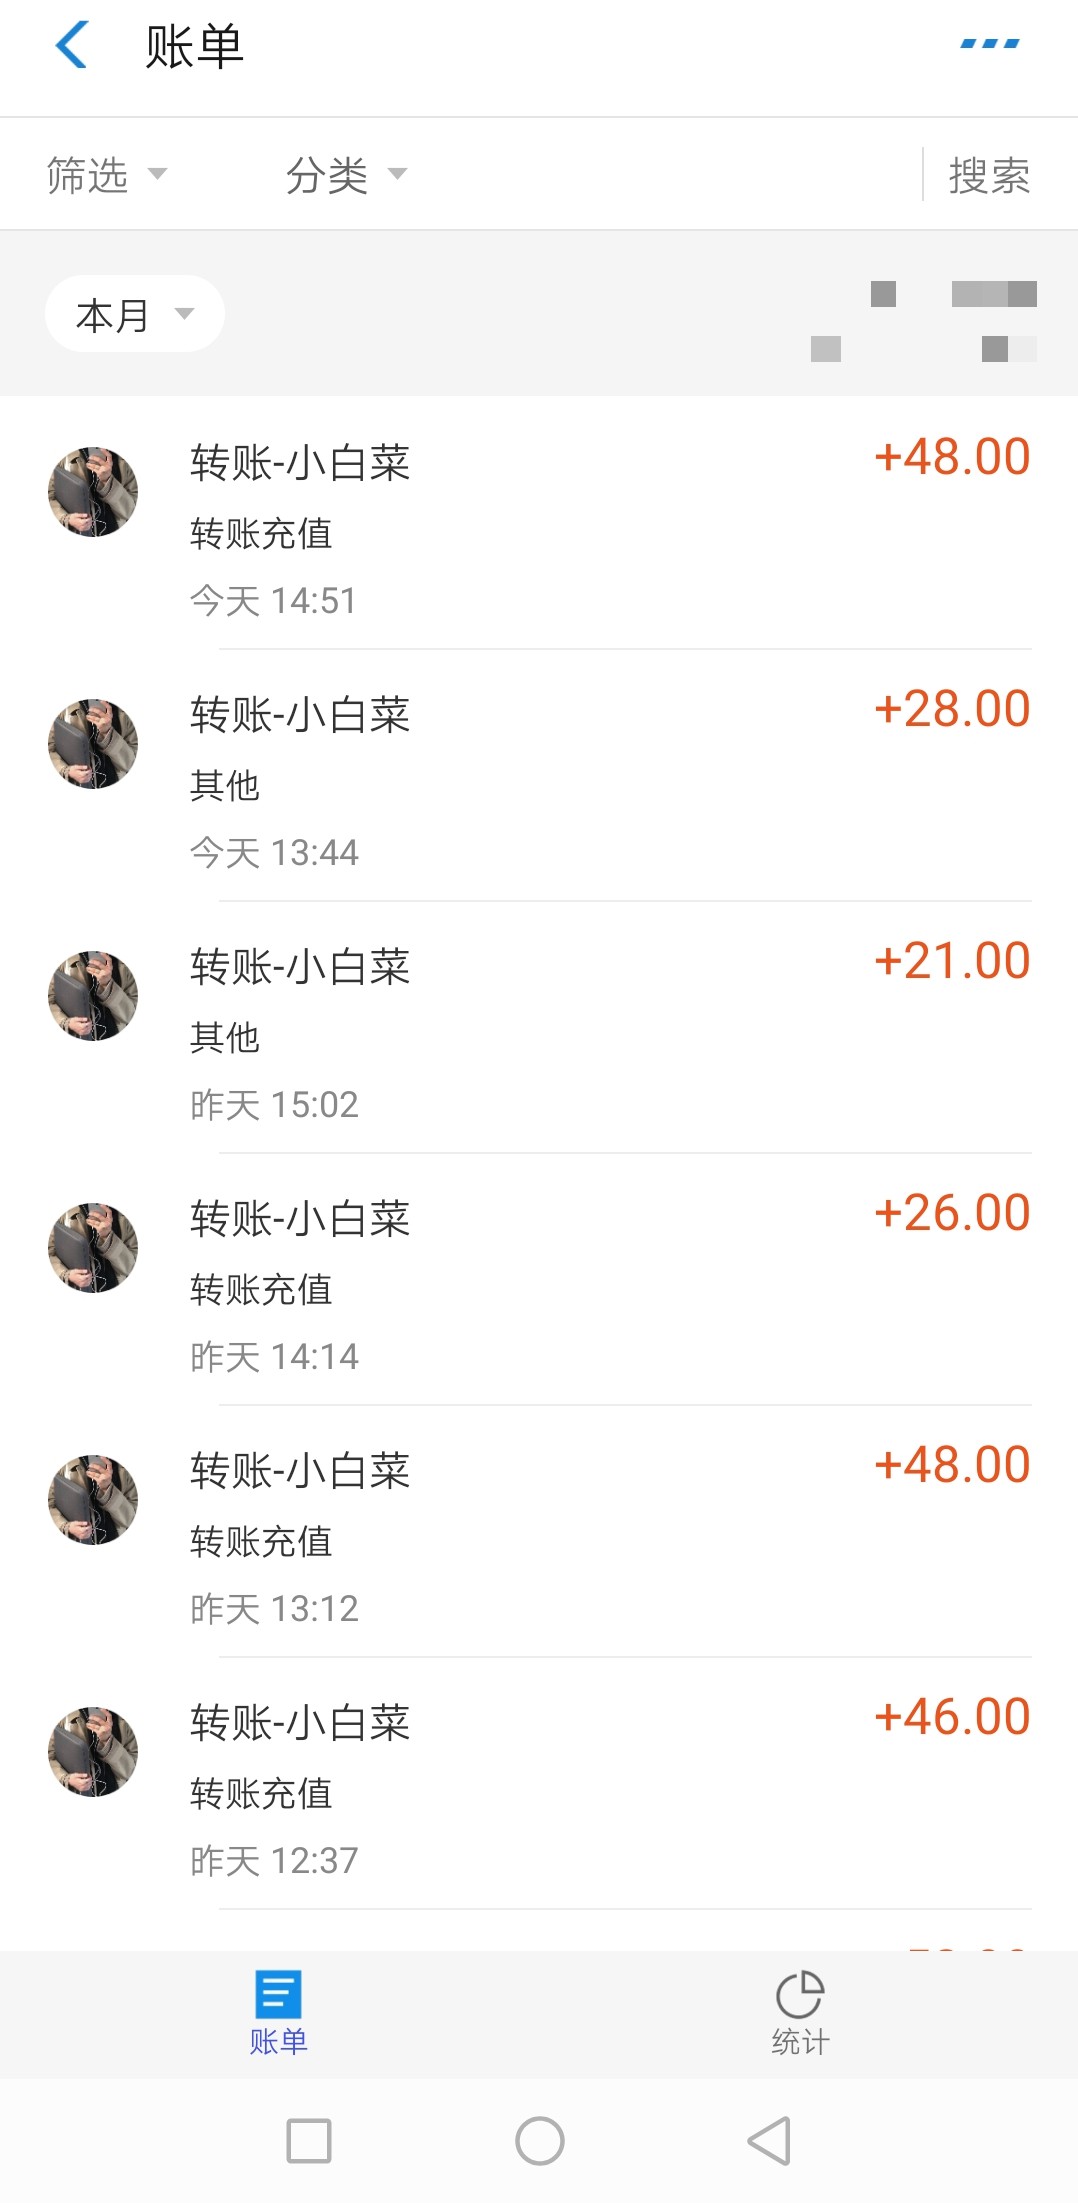 账单
筛选 分类 搜索
本月
转账-小白菜 +48.00
转账充值
今天 14:51
转账-小白菜 +28.00
其他
今天 13:44
转账-小白菜 +21.00
其他
昨天 15:02
转账-小白菜 +26.00
转账充值
昨天 14:14
转账-小白菜 +48.00
转账充值
昨天 13:12
转账-小白菜 +46.00
转账充值
昨天 12:37
账单 统计